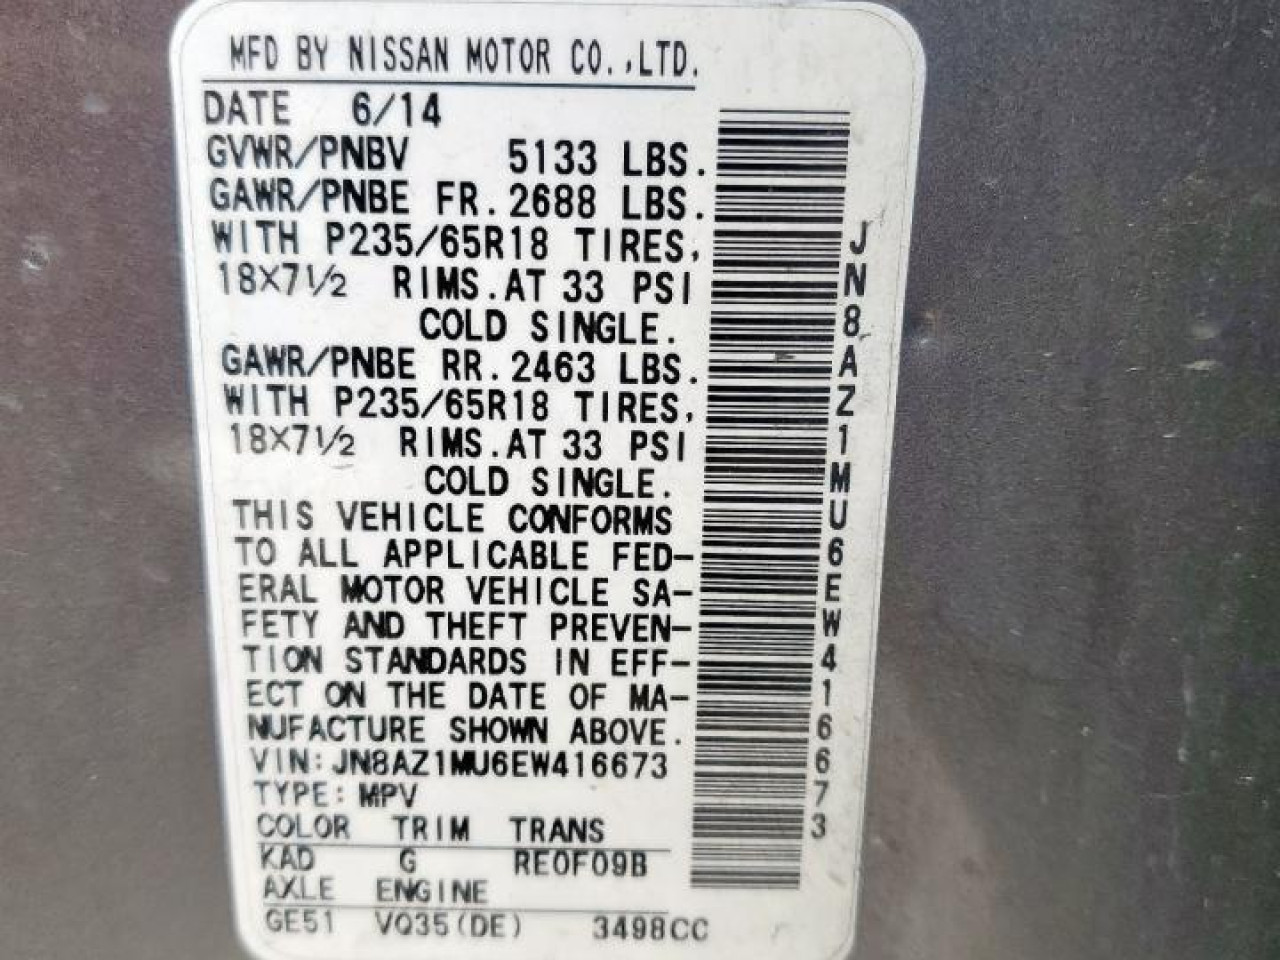 MFD BY NISSAN MOTOR CO.,LTD.
DATE 6/14
GVWR/PNBV 5133 LBS.
GAWR/PNBE FR.2688 LBS.
WITH P235/65R18 TIRES,
18X7½ RIMS.AT 33 PSI
COLD SINGLE.
GAWR/PNBE RR.2463 LBS.
WITH P235/65R18 TIRES,
18X7½ RIMS.AT 33 PSI
COLD SINGLE.
THIS VEHICLE CONFORMS
TO ALL APPLICABLE FED-
ERAL MOTOR VEHICLE SA-
FETY AND THEFT PREVEN-
TION STANDARDS IN EFF-
ECT ON THE DATE OF MA-
NUFACTURE SHOWN ABOVE.
VIN:JN8AZ1MU6EW416673
TYPE:MPV
COLOR TRIM TRANS
KAD G RE0F09B
AXLE ENGINE
GE51 VQ35(DE) 3498CC
JN8AZ1MU6EW416673